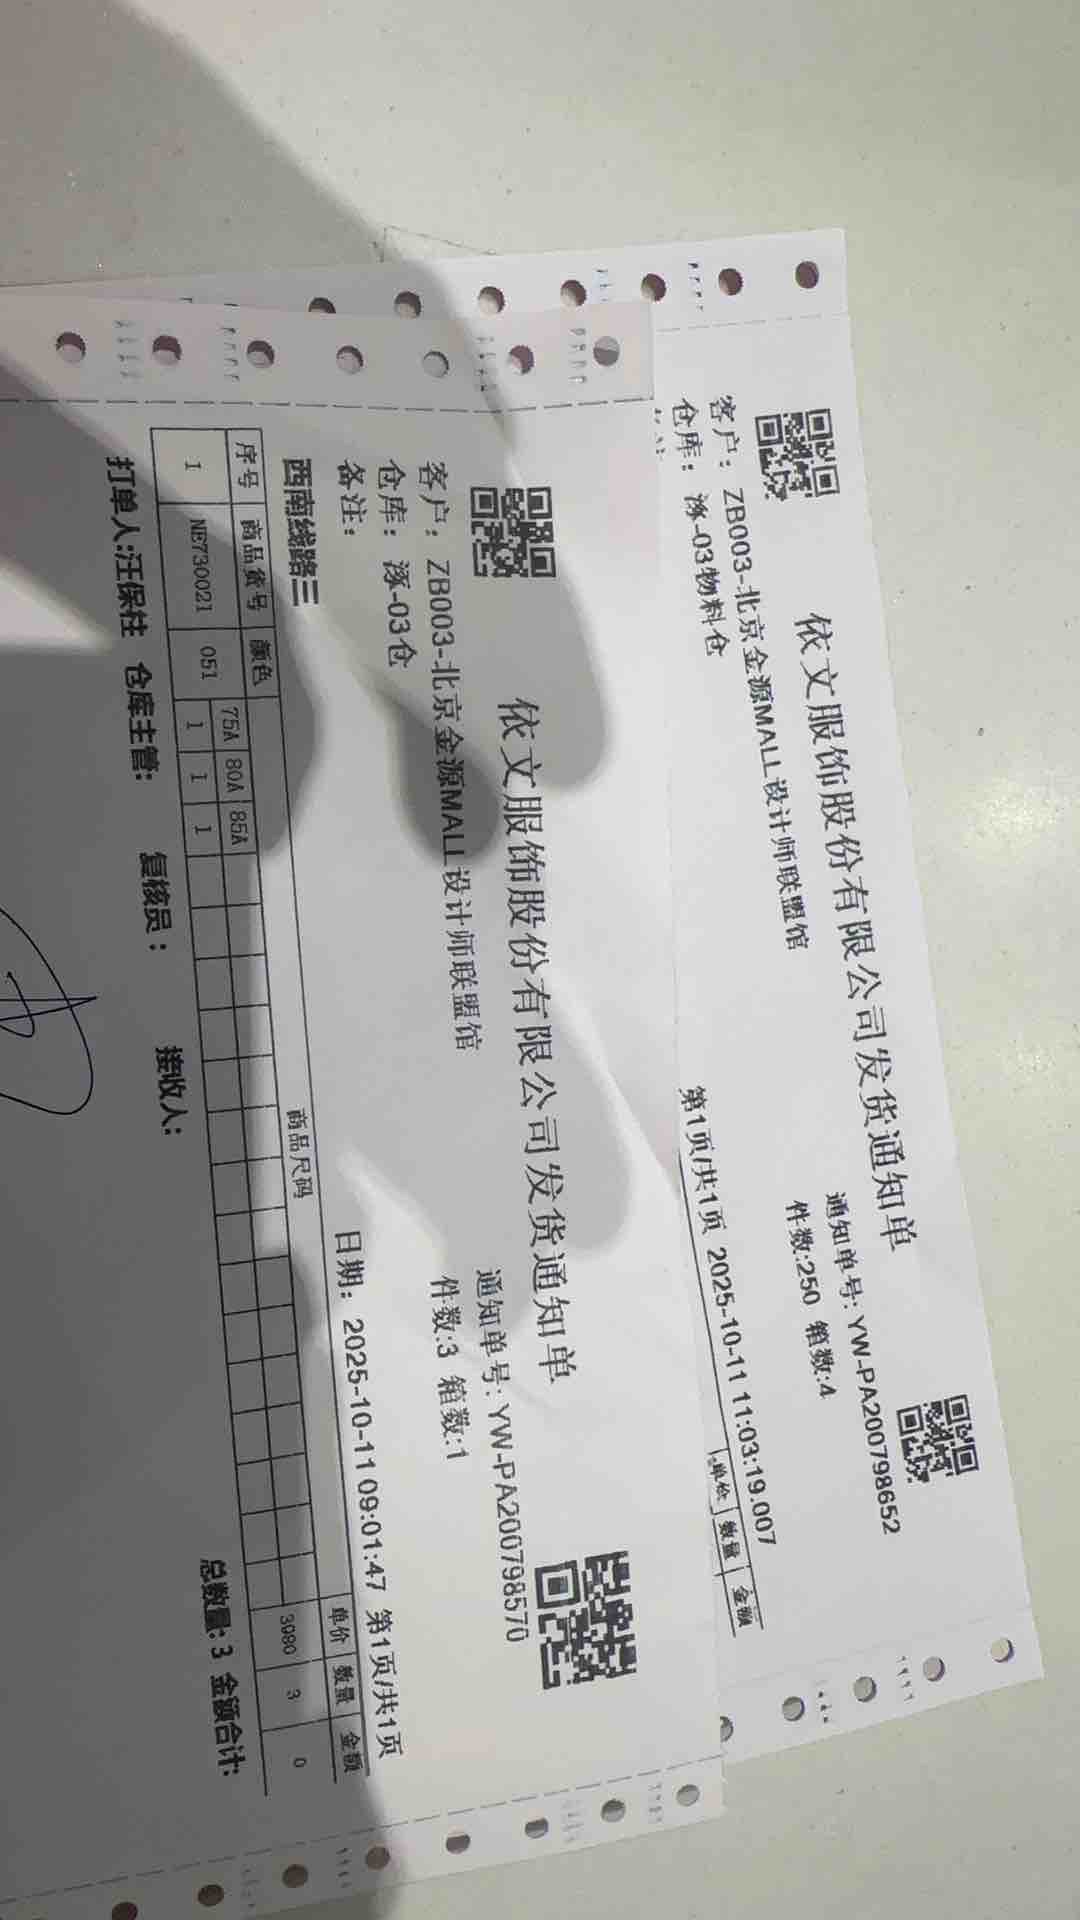 依文服饰股份有限公司发货通知单
客户：ZB003-北京金源MALL设计师联盟馆
通知单号: YW-PA200798652
仓库：涿-03物料仓
件数:250 箱数:4
第1页/共1页 2025-10-11 11:03:19.007
单价 数量 金额
依文服饰股份有限公司发货通知单
客户：ZB003-北京金源MALL设计师联盟馆
通知单号: YW-PA200798570
仓库：涿-03仓
件数:3 箱数:1
备注：
日期：2025-10-11 09:01:47 第1页/共1页
西南线路三
序号 商品货号 颜色 商品尺码 单价 数量 金额
75A 80A 85A
1 NE730021 051 1 1 1 3980 3 0
总数量: 3 金额合计:
打单人:汪保柱 仓库主管: 复核员： 接收人: